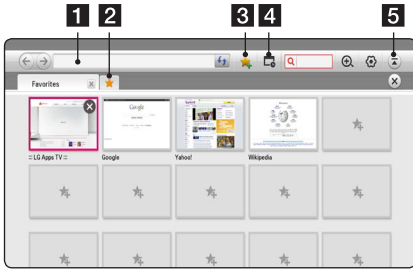 1 2 3 4 5
Favorites
:: LG Apps TV ::
Google
Yahoo!
Wikipedia